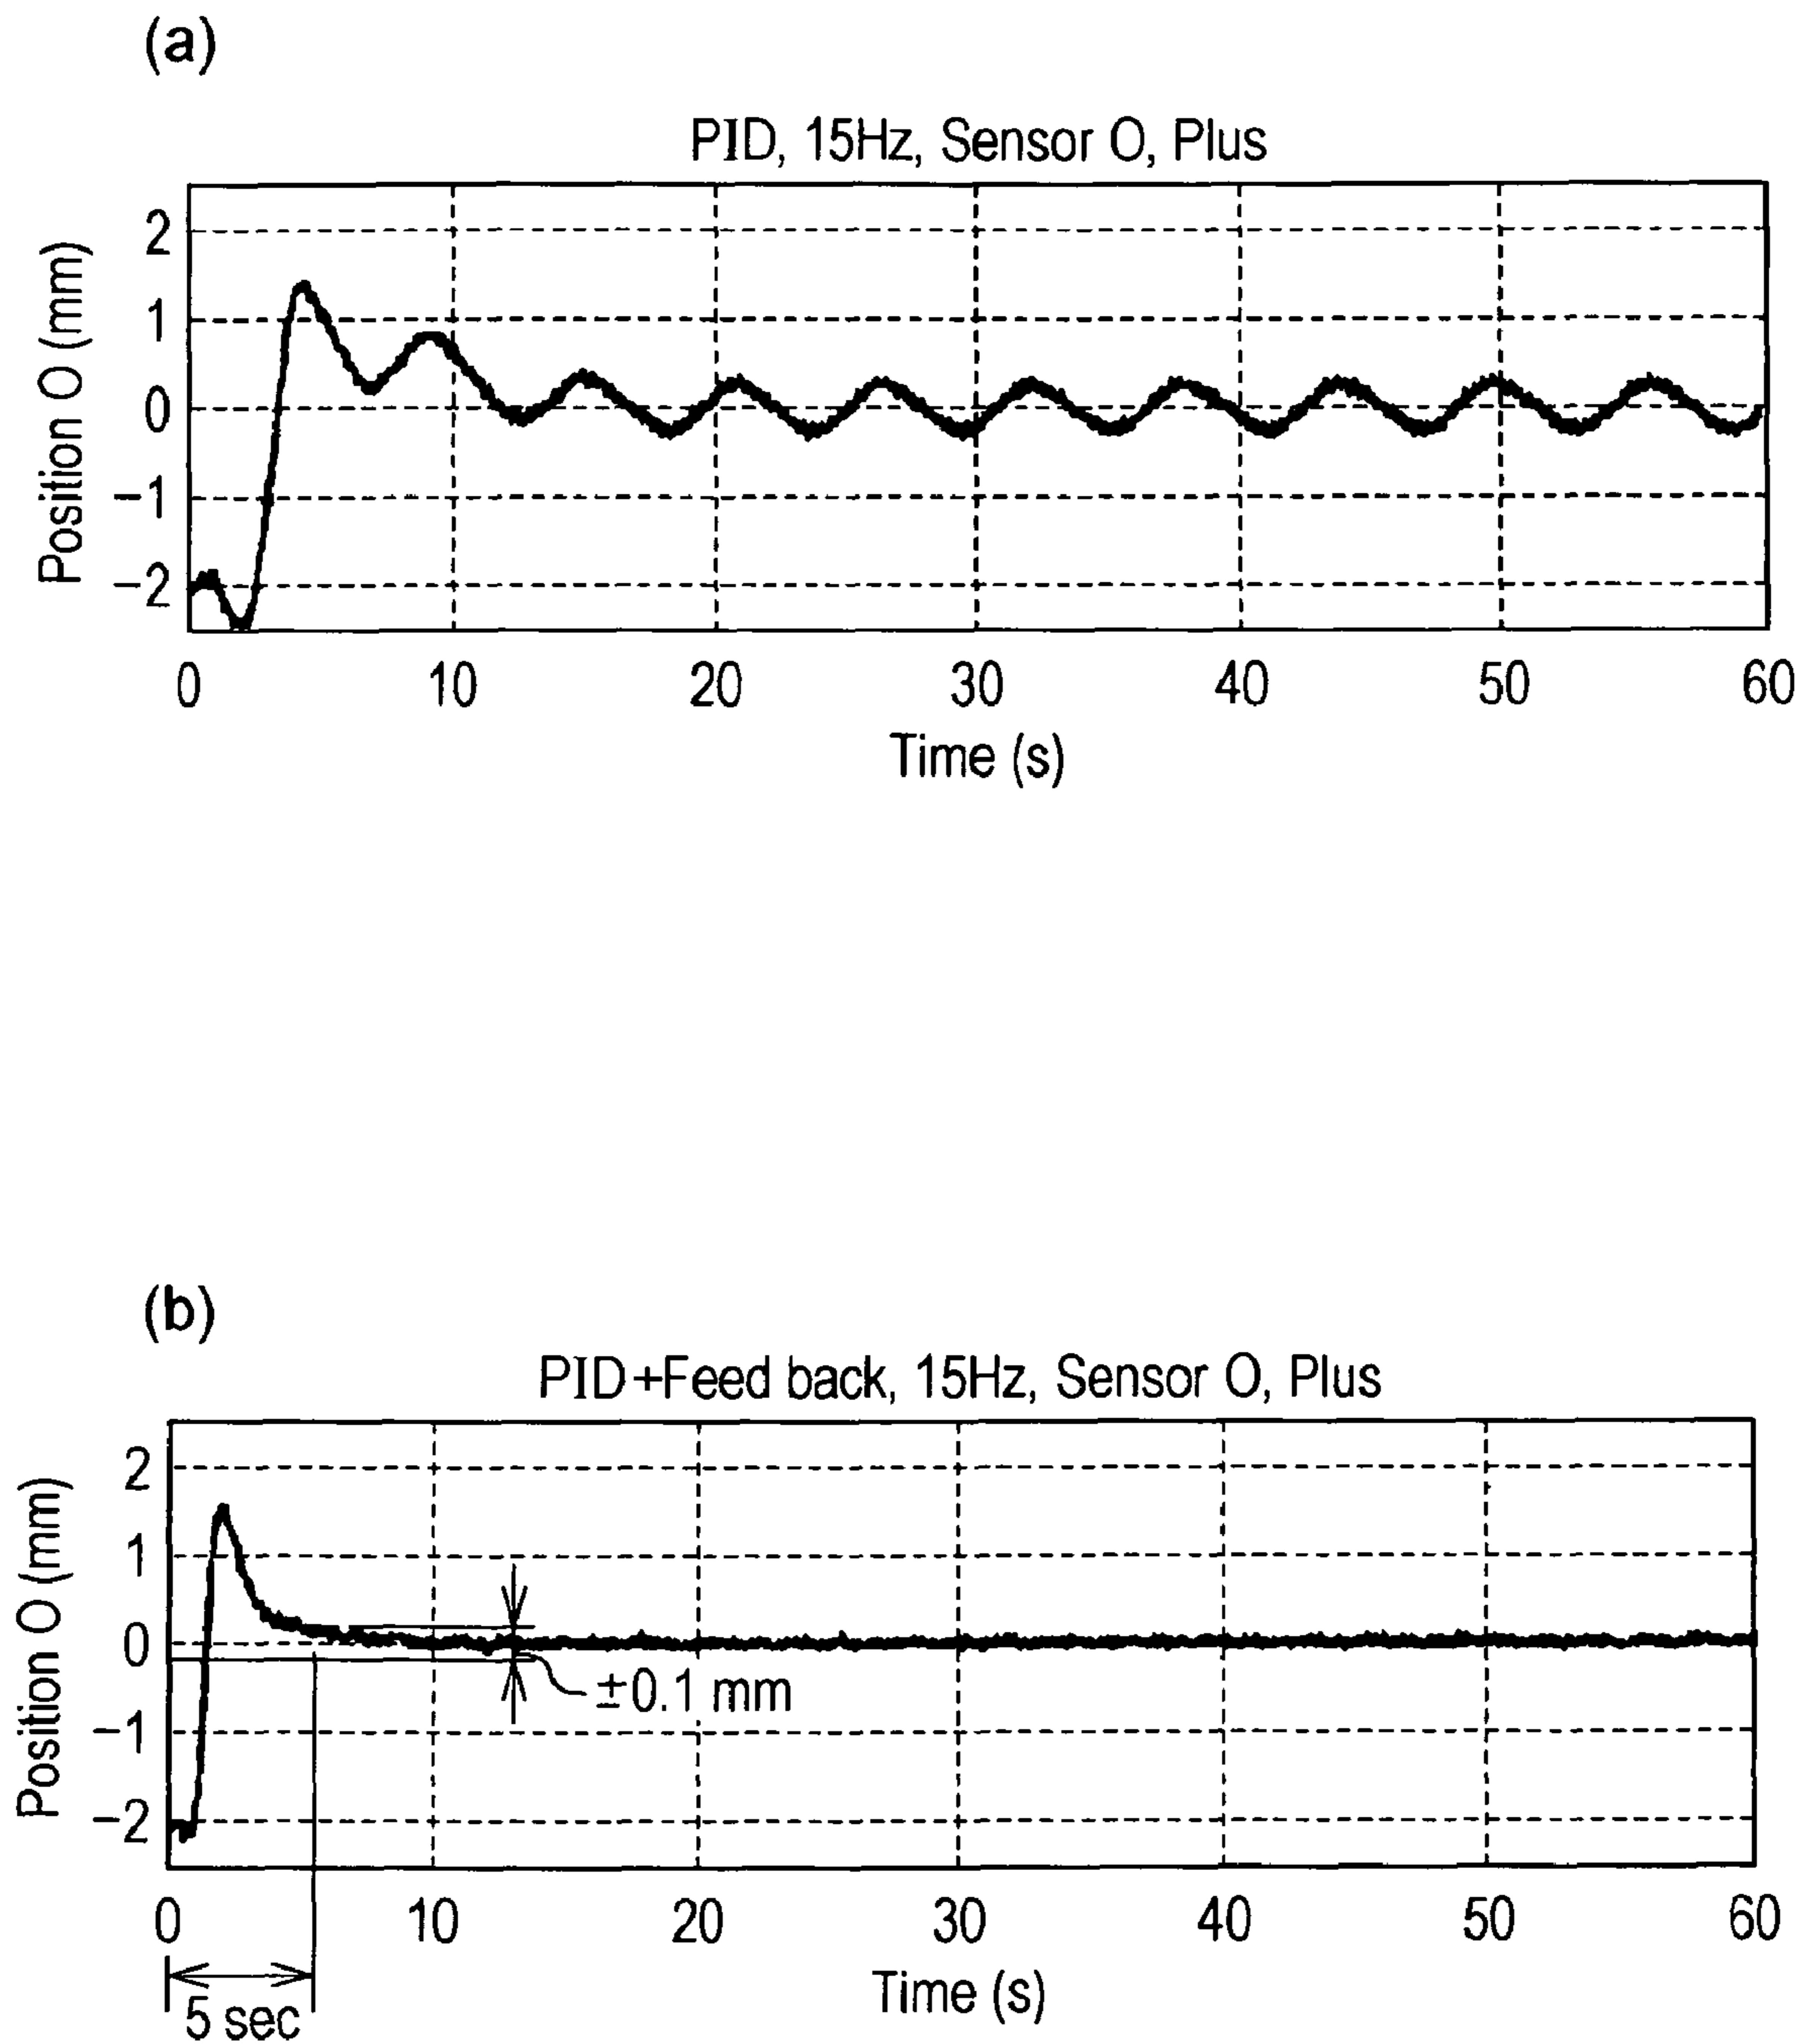 (a)
PID, 15Hz, Sensor O, Plus
Position O (mm)
2
1
0
−1
−2
0 10 20 30 40 50 60
Time (s)
(b)
PID+Feed back, 15Hz, Sensor O, Plus
Position O (mm)
2
1
0
−1
−2
±0.1 mm
0 10 20 30 40 50 60
Time (s)
5 sec